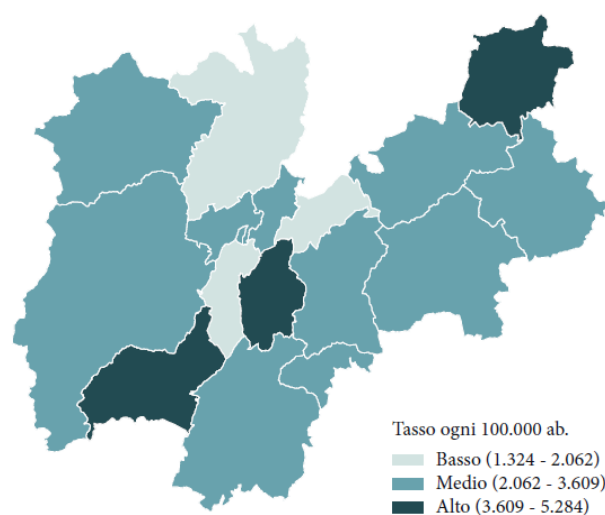 Tasso ogni 100.000 ab.
Basso (1.324 - 2.062)
Medio (2.062 - 3.609)
Alto (3.609 - 5.284)